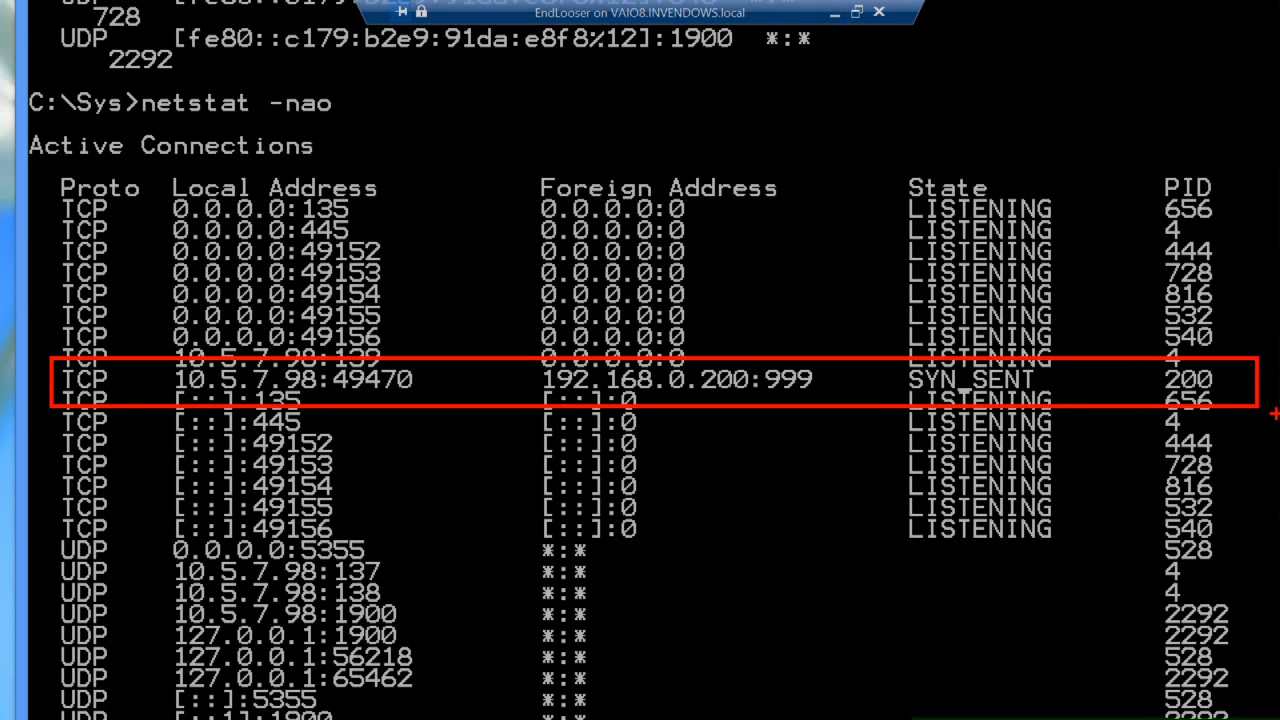 728
EndLooser on VAIO8.INVENDOWS.local
UDP [fe80::c179:b2e9:91da:e8f8%12]:1900 *:*
2292
C:\Sys>netstat -nao
Active Connections
Proto Local Address Foreign Address State PID
TCP 0.0.0.0:135 0.0.0.0:0 LISTENING 656
TCP 0.0.0.0:445 0.0.0.0:0 LISTENING 4
TCP 0.0.0.0:49152 0.0.0.0:0 LISTENING 444
TCP 0.0.0.0:49153 0.0.0.0:0 LISTENING 728
TCP 0.0.0.0:49154 0.0.0.0:0 LISTENING 816
TCP 0.0.0.0:49155 0.0.0.0:0 LISTENING 532
TCP 0.0.0.0:49156 0.0.0.0:0 LISTENING 540
TCP 10.5.7.98:139 0.0.0.0:0 LISTENING 4
TCP 10.5.7.98:49470 192.168.0.200:999 SYN_SENT 200
TCP [::]:135 [::]:0 LISTENING 656
TCP [::]:445 [::]:0 LISTENING 4
TCP [::]:49152 [::]:0 LISTENING 444
TCP [::]:49153 [::]:0 LISTENING 728
TCP [::]:49154 [::]:0 LISTENING 816
TCP [::]:49155 [::]:0 LISTENING 532
TCP [::]:49156 [::]:0 LISTENING 540
UDP 0.0.0.0:5355 *:* 528
UDP 10.5.7.98:137 *:* 4
UDP 10.5.7.98:138 *:* 4
UDP 10.5.7.98:1900 *:* 2292
UDP 127.0.0.1:1900 *:* 2292
UDP 127.0.0.1:56218 *:* 528
UDP 127.0.0.1:65462 *:* 2292
UDP [::]:5355 *:* 528
UDP [::1]:1900 *:* 2292